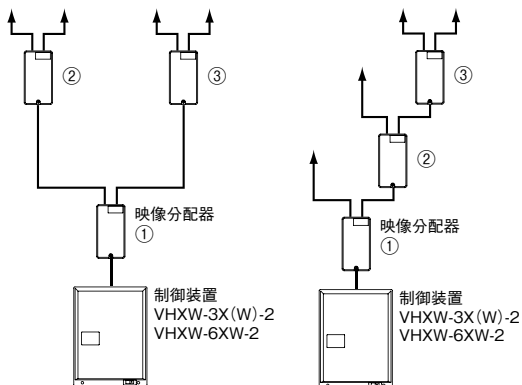 ②
③
映像分配器
①
制御装置
VHXW-3X(W)-2
VHXW-6XW-2
③
②
映像分配器
①
制御装置
VHXW-3X(W)-2
VHXW-6XW-2